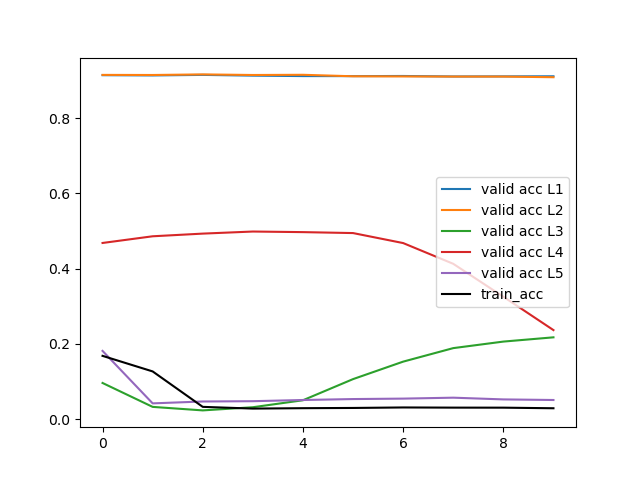 0.8
0.6
0.4
0.2
0.0
0 2 4 6 8
valid acc L1
valid acc L2
valid acc L3
valid acc L4
valid acc L5
train_acc